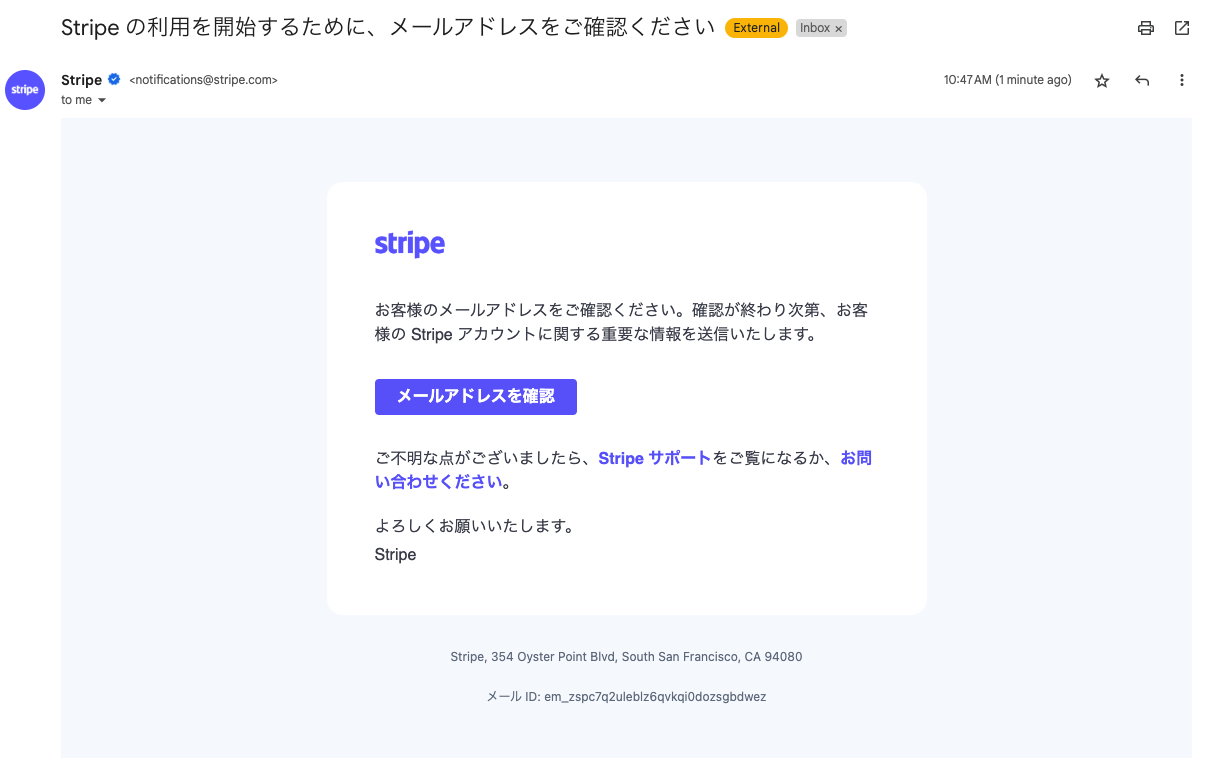 Stripe の利用を開始するために、メールアドレスをご確認ください External Inbox ×
stripe
Stripe <notifications@stripe.com> 10:47 AM (1 minute ago)
to me
stripe
お客様のメールアドレスをご確認ください。確認が終わり次第、お客
様の Stripe アカウントに関する重要な情報を送信いたします。
メールアドレスを確認
ご不明な点がございましたら、Stripe サポートをご覧になるか、お問
い合わせください。
よろしくお願いいたします。
Stripe
Stripe, 354 Oyster Point Blvd, South San Francisco, CA 94080
メール ID: em_zspc7q2uleblz6qvkqi0dozsgbdwez